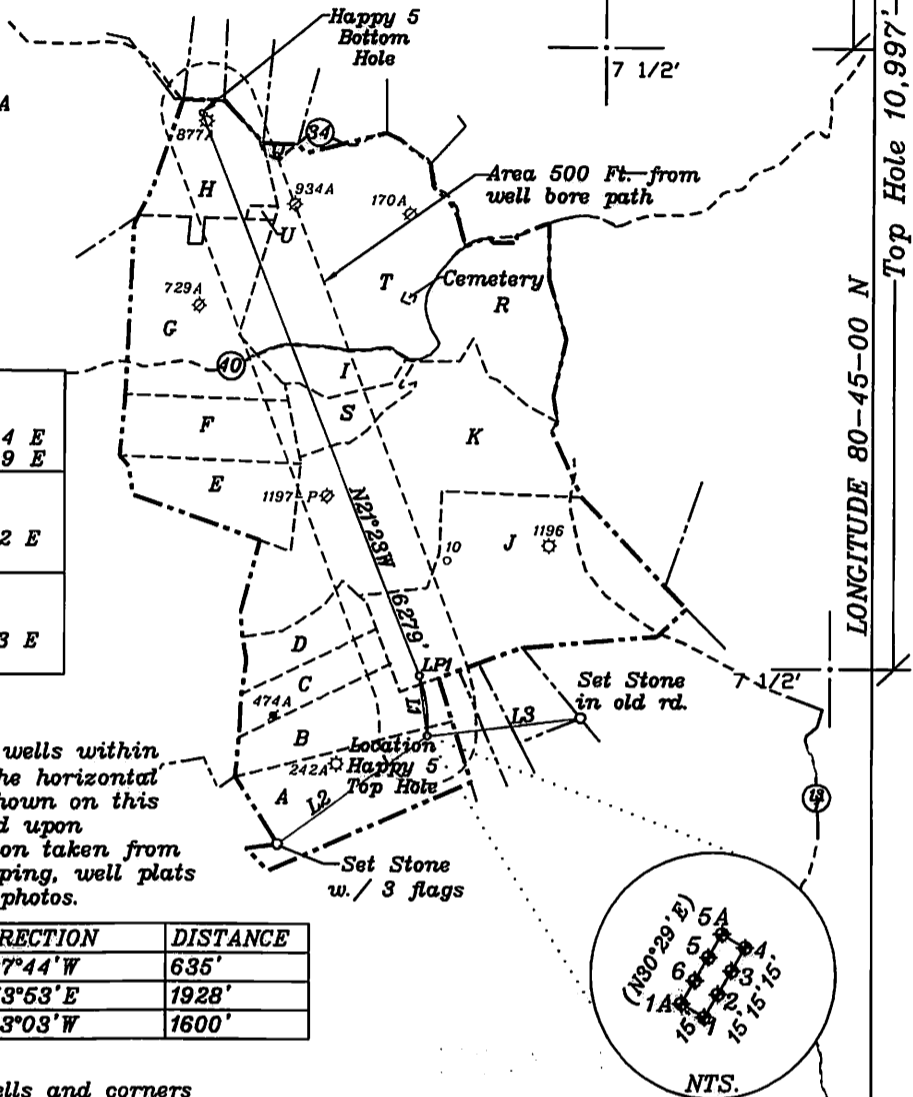 Happy 5
Bottom
Hole
7 1/2'
Top Hole 10,997'
A
877A
34
H
934A
170A
Area 500 Ft. from
well bore path
U
T
Cemetery
R
729A
G
40
I
LONGITUDE 80-45-00 N
F
S
K
4 E
9 E
E
1197-P
N21°23'W
6279'
J
1196
10
2 E
D
3 E
C
LP1
L1
7 1/2'
Set Stone
in old rd.
474A
L3
B
wells within
he horizontal
hown on this
d upon
on taken from
ping, well plats
photos.
Location
Happy 5
Top Hole
242A
A
L2
13
Set Stone
w./ 3 flags
RECTION DISTANCE
7°44'W 635'
3°53'E 1928'
3°03'W 1600'
(N30°29'E)
5A
5
4
6
3
1A
2
15'
15'15'15'
NTS.
ells and corners